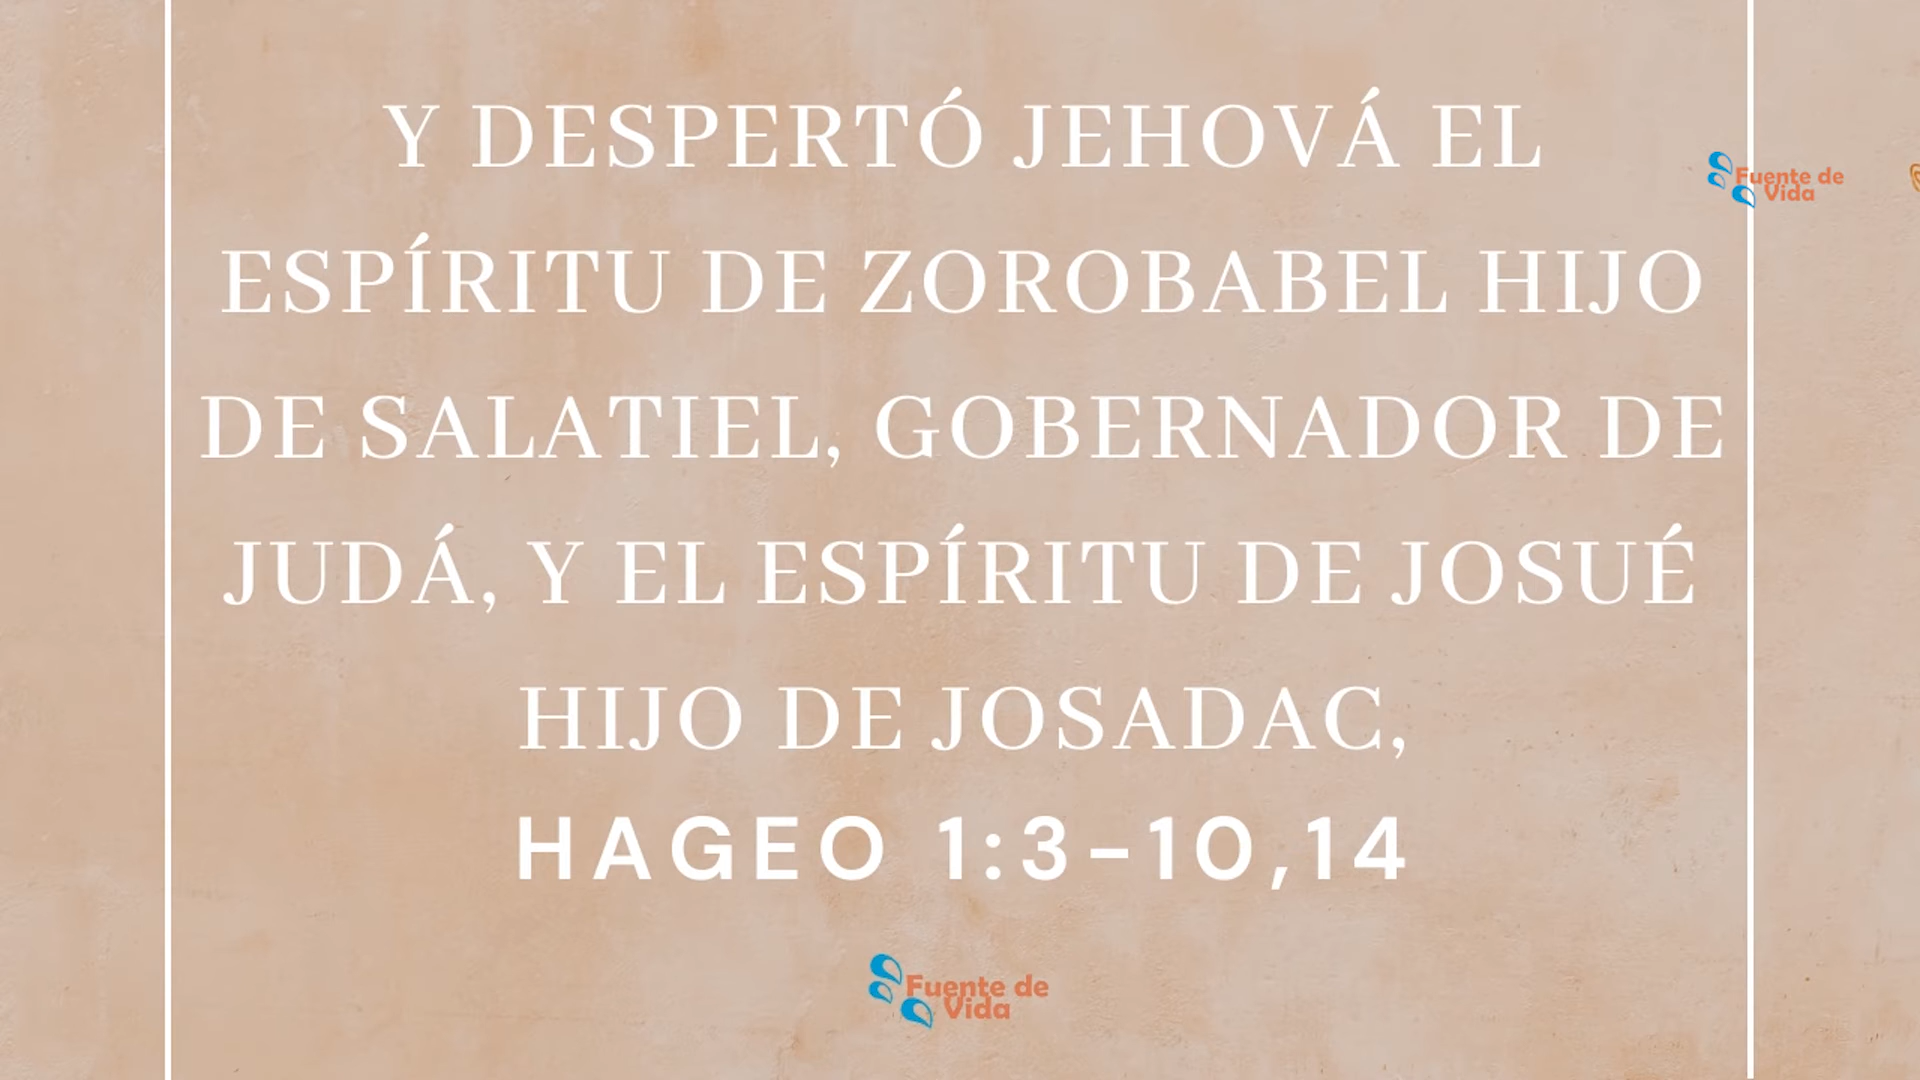 Y DESPERTÓ JEHOVÁ EL
Fuente de
Vida
ESPÍRITU DE ZOROBABEL HIJO
DE SALATIEL, GOBERNADOR DE
JUDÁ, Y EL ESPÍRITU DE JOSUÉ
HIJO DE JOSADAC,
HAGEO 1:3-10,14
Fuente de
Vida